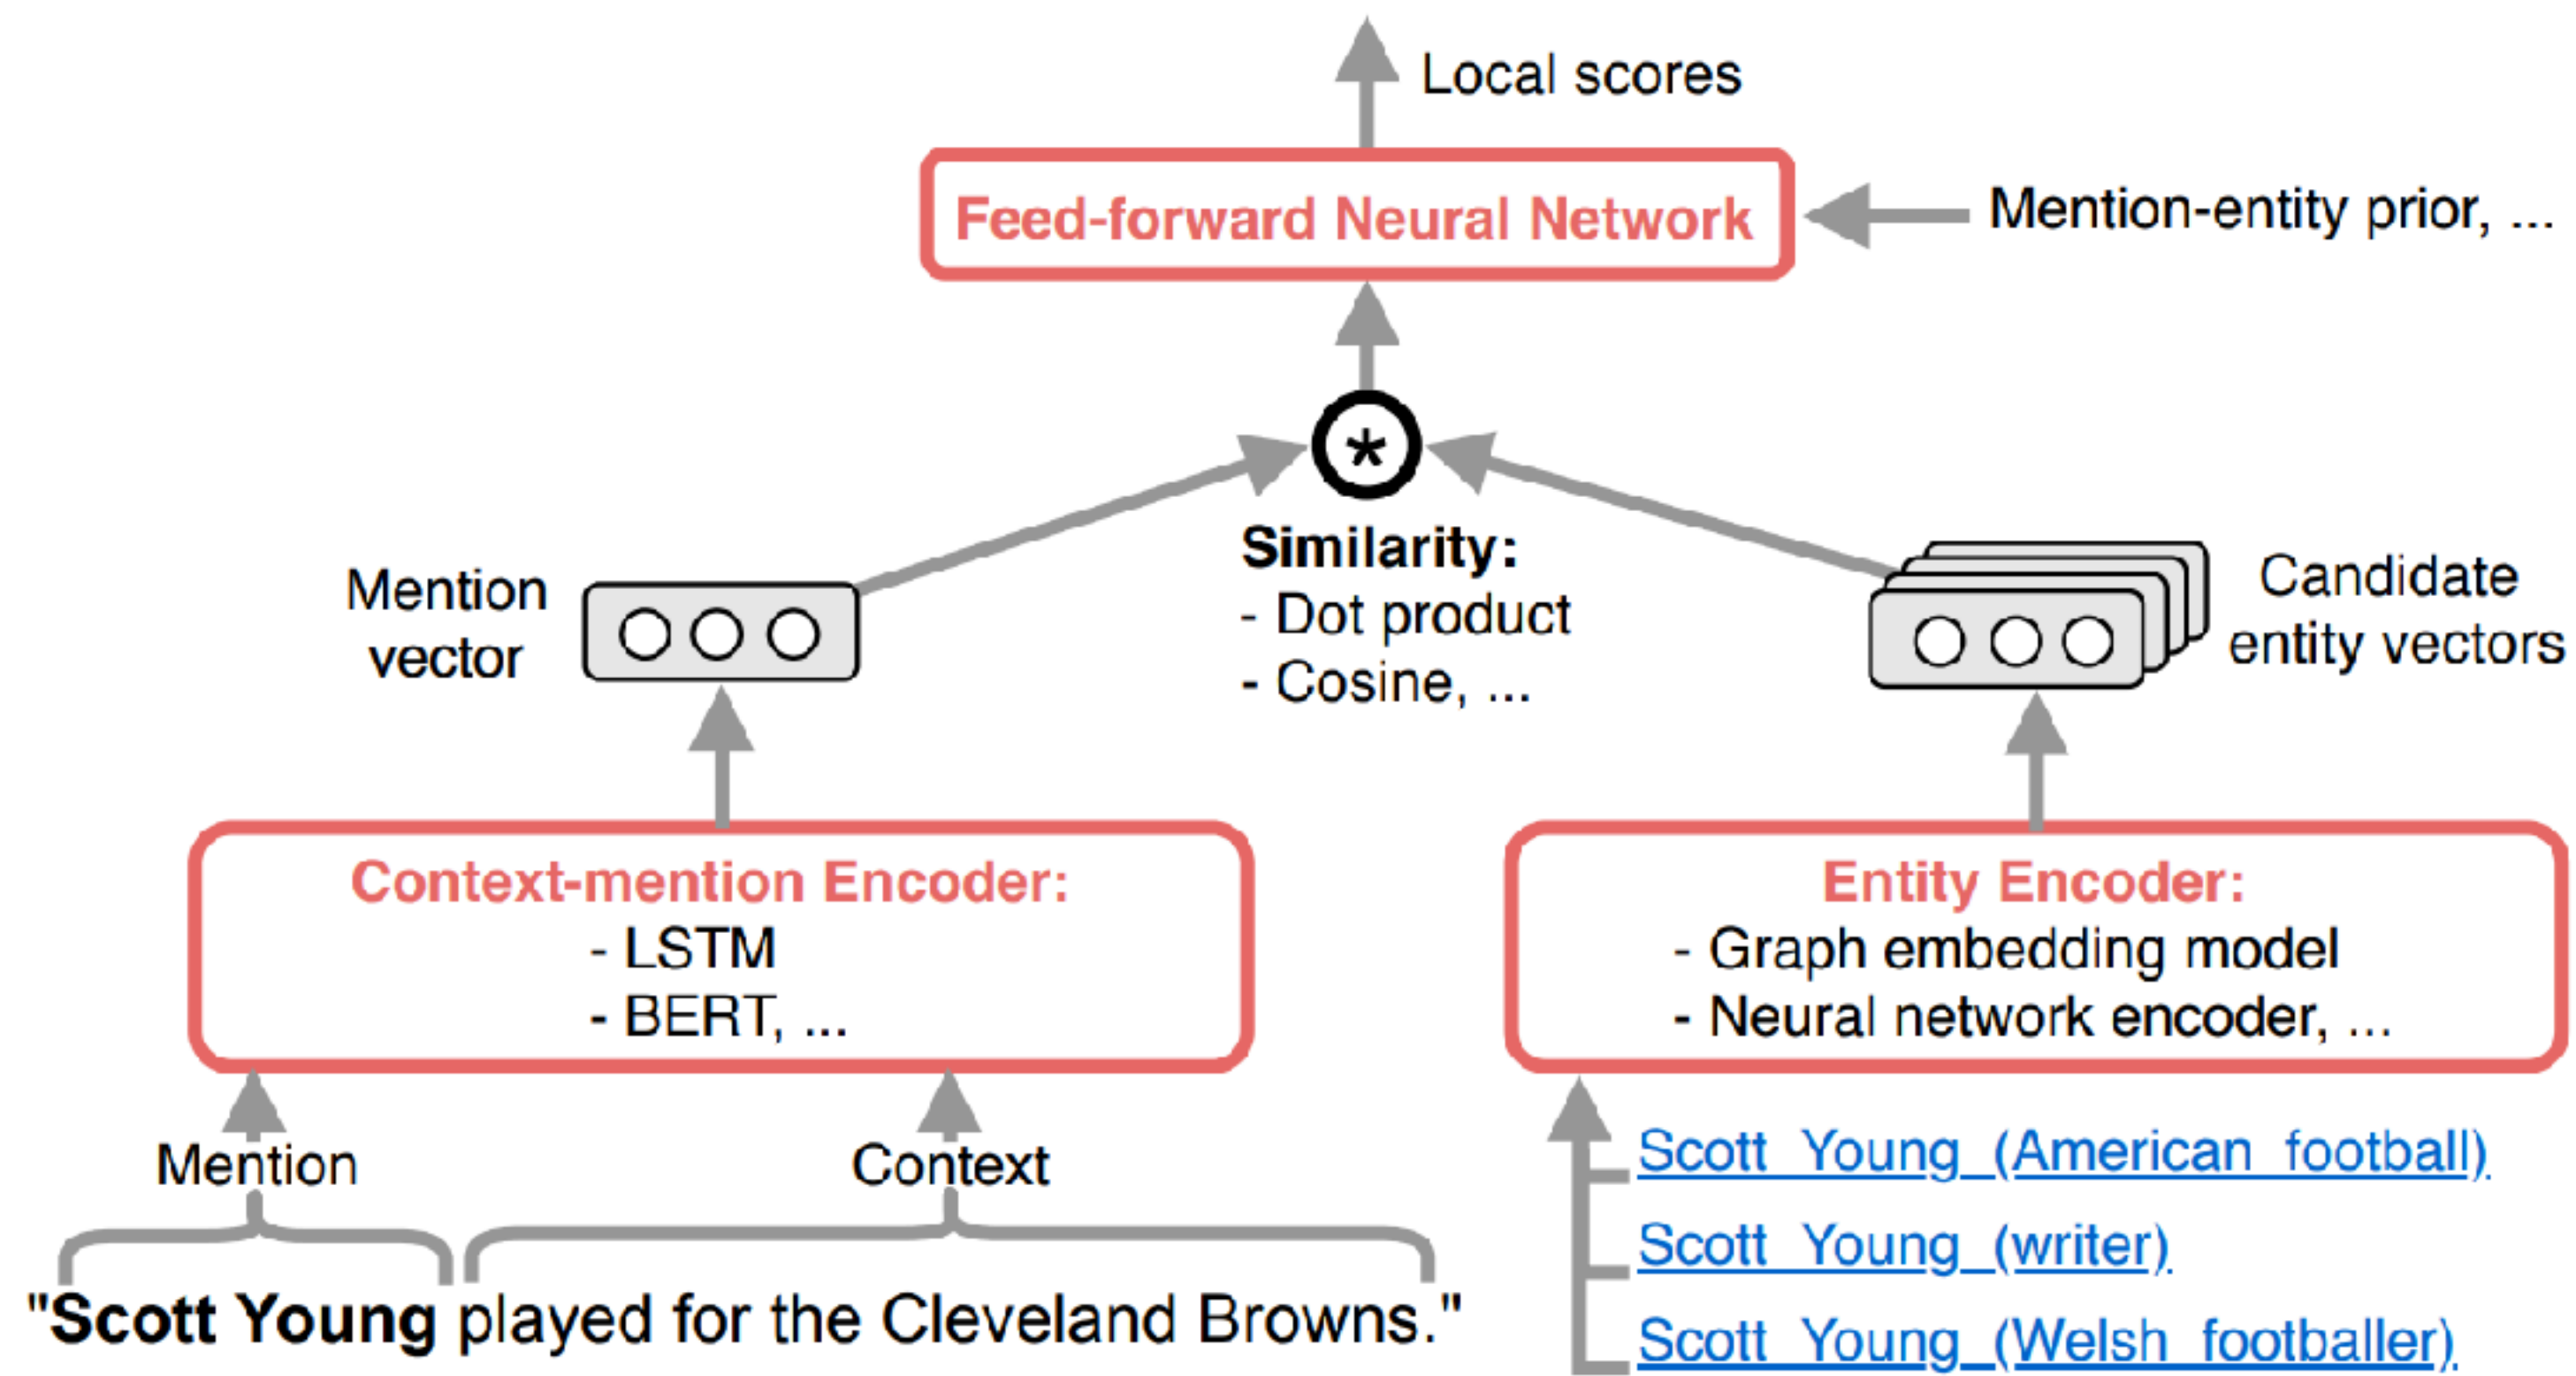 Local scores
Feed-forward Neural Network
Mention-entity prior, ...
*
Similarity:
- Dot product
- Cosine, ...
Mention
vector
Candidate
entity vectors
Context-mention Encoder:
- LSTM
- BERT, ...
Entity Encoder:
- Graph embedding model
- Neural network encoder, ...
Mention
Context
"Scott Young played for the Cleveland Browns."
Scott_Young_(American_football)
Scott_Young_(writer)
Scott_Young_(Welsh_footballer)